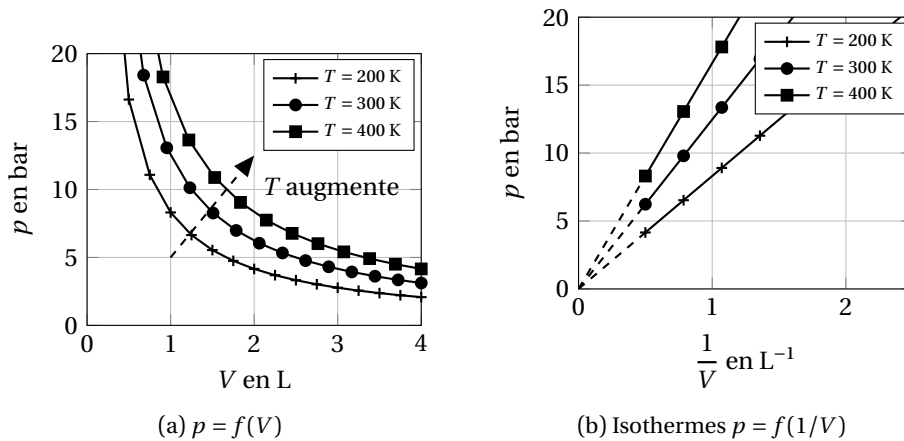 20
15
10
5
0
p en bar
T = 200 K
T = 300 K
T = 400 K
T augmente
0
1
2
3
4
V en L
(a) p = f(V)
20
15
10
5
0
p en bar
T = 200 K
T = 300 K
T = 400 K
0
1
2
1
V
en L⁻¹
(b) Isothermes p = f(1/V)